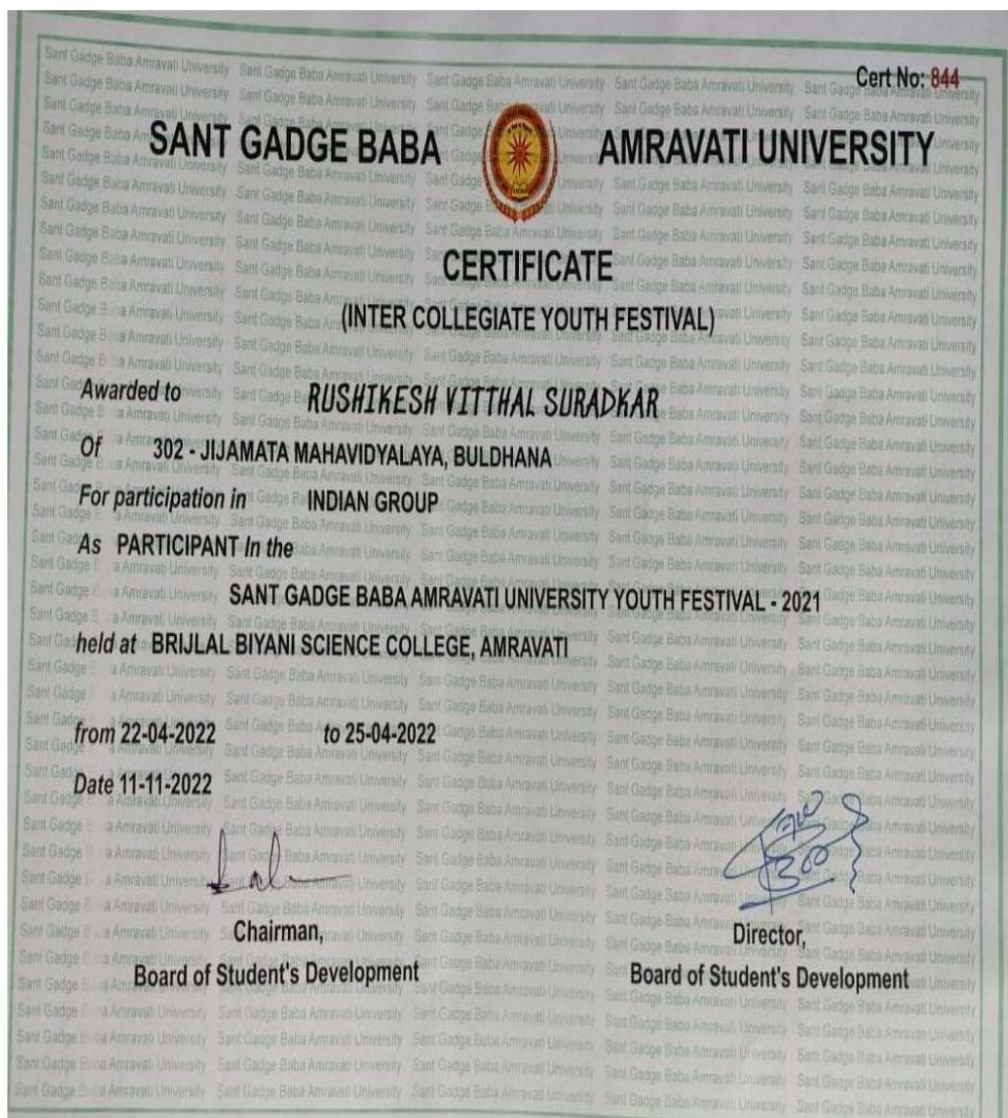 Cert No: 844
SANT GADGE BABA AMRAVATI UNIVERSITY
CERTIFICATE
(INTER COLLEGIATE YOUTH FESTIVAL)
Awarded to RUSHIKESH VITTHAL SURADKAR
Of 302 - JIJAMATA MAHAVIDYALAYA, BULDHANA
For participation in INDIAN GROUP
As PARTICIPANT In the
SANT GADGE BABA AMRAVATI UNIVERSITY YOUTH FESTIVAL - 2021
held at BRIJLAL BIYANI SCIENCE COLLEGE, AMRAVATI
from 22-04-2022 to 25-04-2022
Date 11-11-2022
Chairman, Director,
Board of Student's Development Board of Student's Development